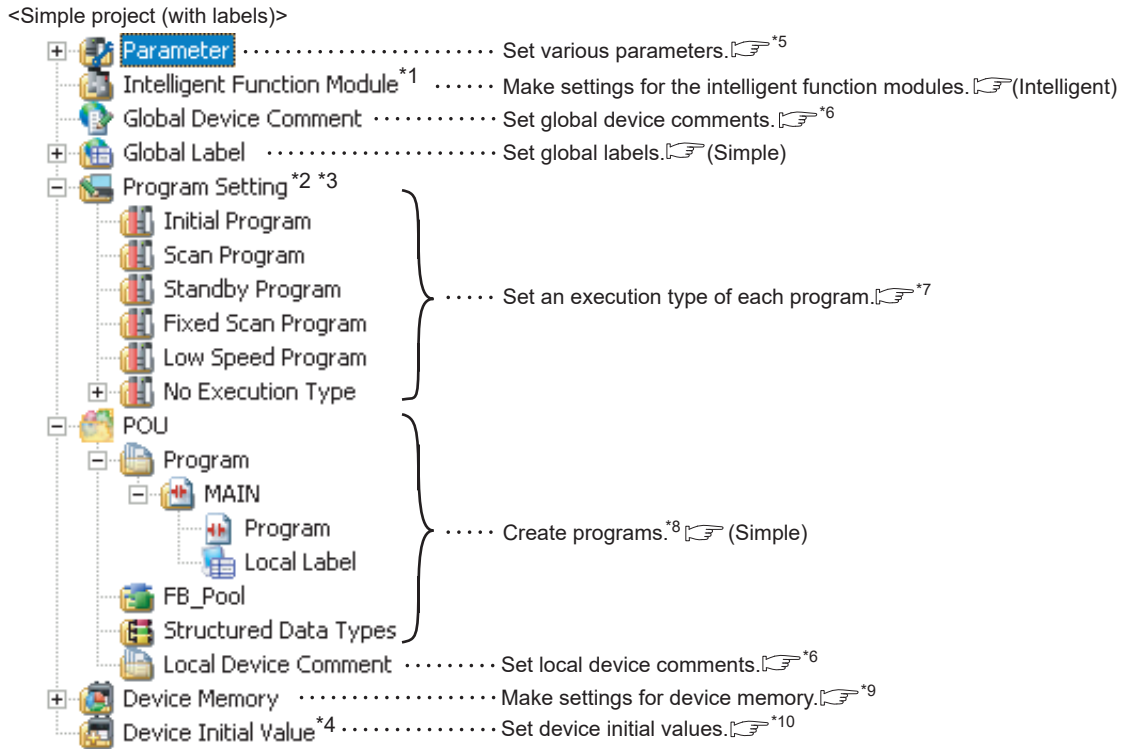 <Simple project (with labels)>
Parameter ························ Set various parameters.*5
Intelligent Function Module*1 ······ Make settings for the intelligent function modules. (Intelligent)
Global Device Comment ············ Set global device comments.*6
Global Label ······················ Set global labels. (Simple)
Program Setting*2 *3
Initial Program
Scan Program
Standby Program ····· Set an execution type of each program.*7
Fixed Scan Program
Low Speed Program
No Execution Type
POU
Program
MAIN
Program ····· Create programs.*8 (Simple)
Local Label
FB_Pool
Structured Data Types
Local Device Comment ········· Set local device comments.*6
Device Memory ··················· Make settings for device memory.*9
Device Initial Value*4 ··············· Set device initial values.*10